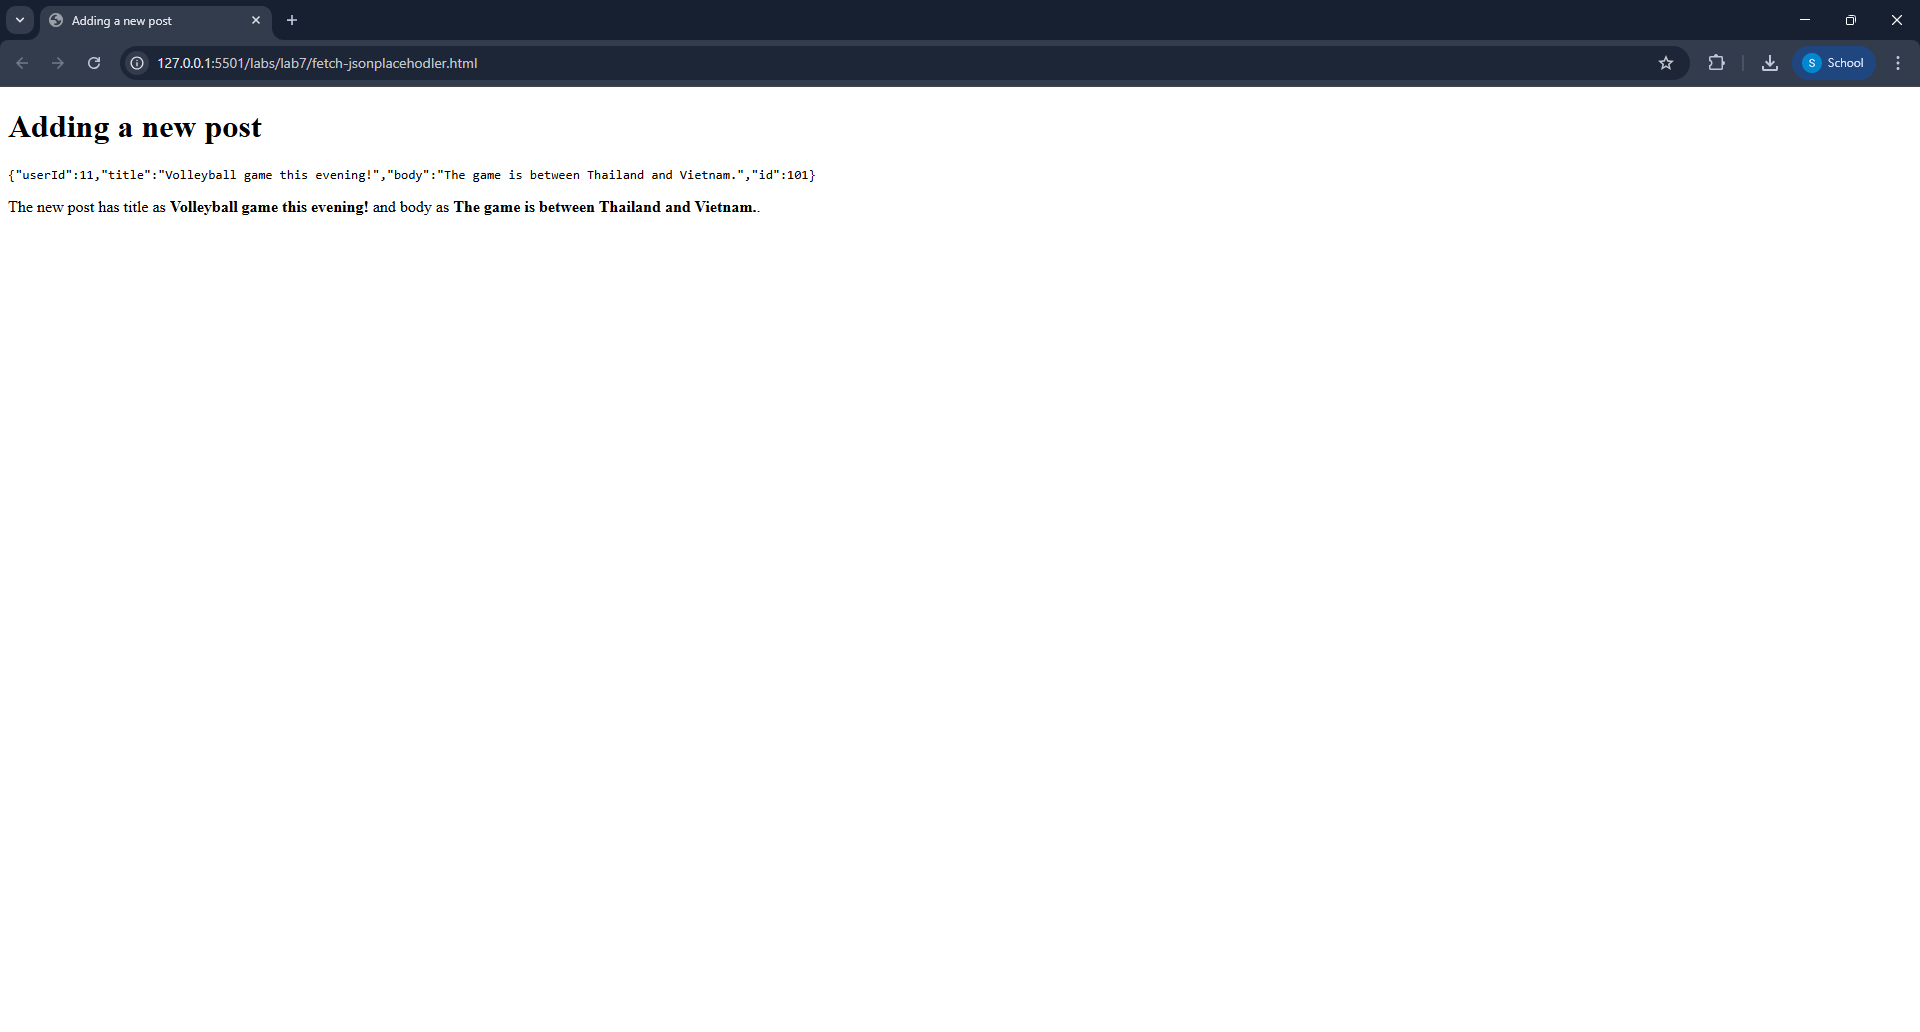 Adding a new post
127.0.0.1:5501/labs/lab7/fetch-jsonplacehodler.html
S School
Adding a new post
{"userId":11,"title":"Volleyball game this evening!","body":"The game is between Thailand and Vietnam.","id":101}
The new post has title as Volleyball game this evening! and body as The game is between Thailand and Vietnam..